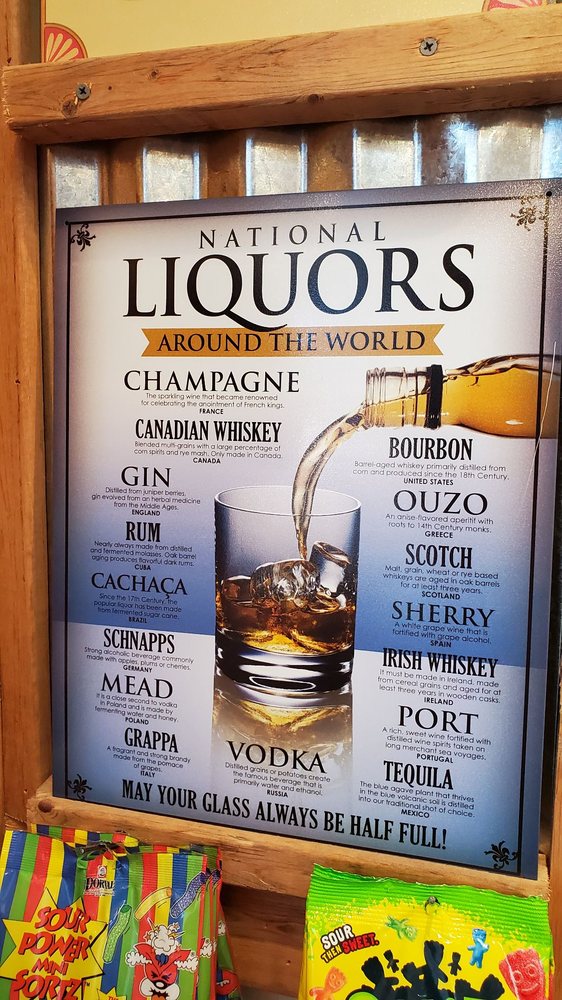 NATIONAL
LIQUORS
AROUND THE WORLD
CHAMPAGNE
The sparkling wine that became renowned
for celebrating the anointment of French kings.
FRANCE
CANADIAN WHISKEY
Blended multi-grains with a large percentage of
corn spirits and rye mash. Only made in Canada.
CANADA
GIN
Distilled from juniper berries,
gin evolved from an herbal medicine
from the Middle Ages.
ENGLAND
RUM
Nearly always made from distilled
and fermented molasses. Oak barrel
aging produces flavorful dark rums.
CUBA
CACHAÇA
Since the 17th Century, the
popular liquor has been made
from fermented sugar cane.
BRAZIL
SCHNAPPS
Strong alcoholic beverage commonly
made with apples, plums or cherries.
GERMANY
MEAD
It is a close second to vodka
in Poland and is made by
fermenting water and honey.
POLAND
GRAPPA
A fragrant and strong brandy
made from the pomace
of grapes.
ITALY
VODKA
Distilled grains or potatoes create
the famous beverage that is
primarily water and ethanol.
RUSSIA
BOURBON
Barrel-aged whiskey primarily distilled from
corn and produced since the 18th Century.
UNITED STATES
OUZO
An anise-flavored aperitif with
roots to 14th Century monks.
GREECE
SCOTCH
Malt, grain, wheat or rye based
whiskeys are aged in oak barrels
for at least three years.
SCOTLAND
SHERRY
A white grape wine that is
fortified with grape alcohol.
SPAIN
IRISH WHISKEY
It must be made in Ireland, made
from cereal grains and aged for at
least three years in wooden casks.
IRELAND
PORT
A rich, sweet wine fortified with
distilled wine spirits taken on
long merchant sea voyages.
PORTUGAL
TEQUILA
The blue agave plant that thrives
in the blue volcanic soil is distilled
into our traditional shot of choice.
MEXICO
MAY YOUR GLASS ALWAYS BE HALF FULL!
DORVAL
SOUR
POWER
MINI
SORTZ
SOUR
THEN SWEET.